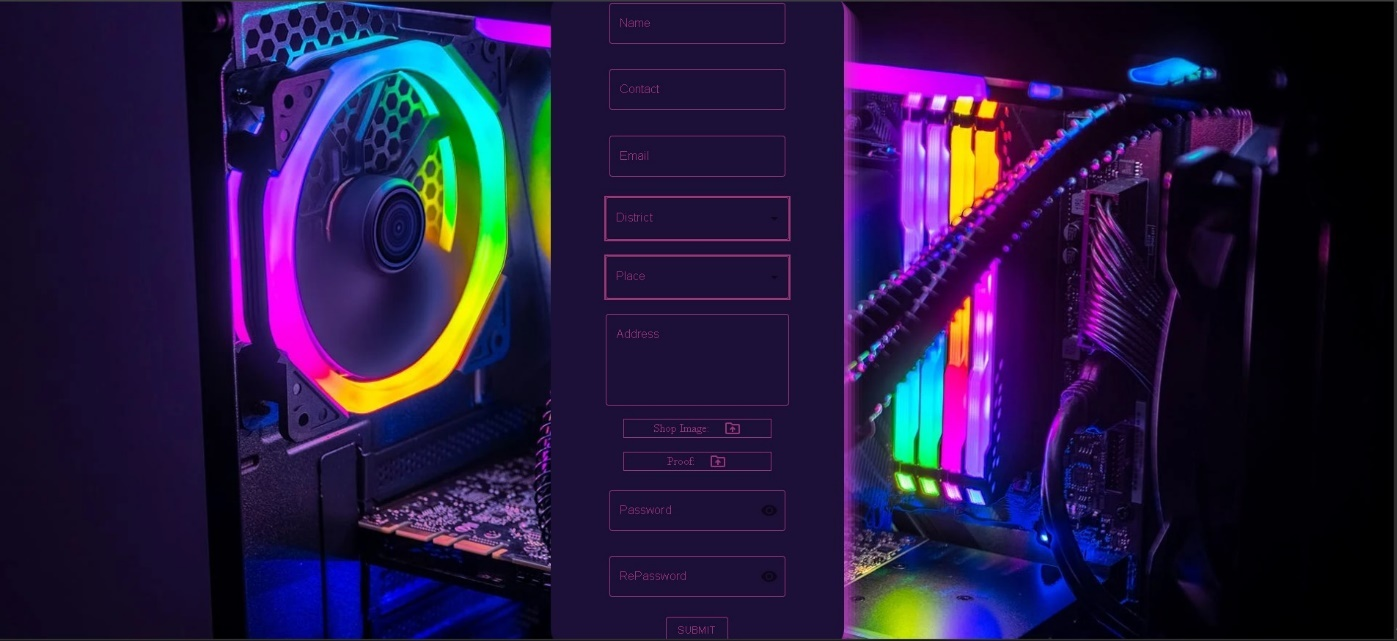 Name
Contact
Email
District
Place
Address
Shop Image:
Proof:
Password
RePassword
SUBMIT